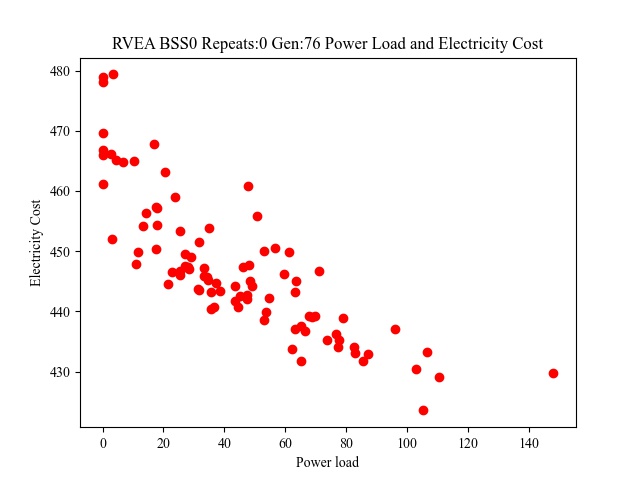 RVEA BSS0 Repeats:0 Gen:76 Power Load and Electricity Cost
480
470
460
450
440
430
Electricity Cost
0 20 40 60 80 100 120 140
Power load